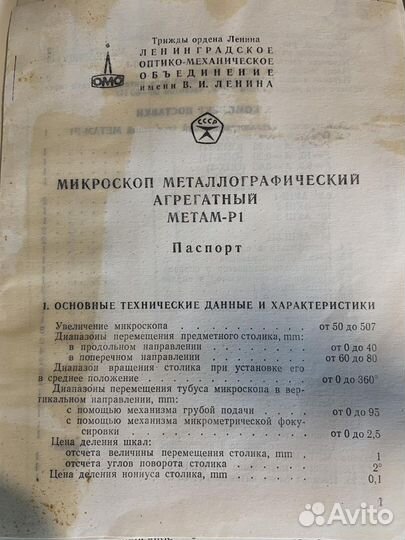 Трижды ордена Ленина
ЛЕНИНГРАДСКОЕ
ОПТИКО-МЕХАНИЧЕСКОЕ
ОБЪЕДИНЕНИЕ
имени В. И. ЛЕНИНА
ОМО
СССР
МИКРОСКОП МЕТАЛЛОГРАФИЧЕСКИЙ
АГРЕГАТНЫЙ
МЕТАМ-Р1
Паспорт
1. ОСНОВНЫЕ ТЕХНИЧЕСКИЕ ДАННЫЕ И ХАРАКТЕРИСТИКИ
Увеличение микроскопа . . . . . . . . . . от 50 до 507
Диапазоны перемещения предметного столика, mm:
в продольном направлении . . . . . . . . от 0 до 40
в поперечном направлении . . . . . . . . от 60 до 80
Диапазон вращения столика при установке его
в среднее положение . . . . . . . . . . от 0 до 360°
Диапазоны перемещения тубуса микроскопа в вер-
тикальном направлении, mm:
с помощью механизма грубой подачи . . . . от 0 до 95
с помощью механизма микрометрической фоку-
сировки . . . . . . . . . . от 0 до 2,5
Цена деления шкал:
отсчета величины перемещения столика, mm . 1
отсчета углов поворота столика . . . . . 2°
Цена деления нониуса столика, mm . . . . . 0,1
1
Avito